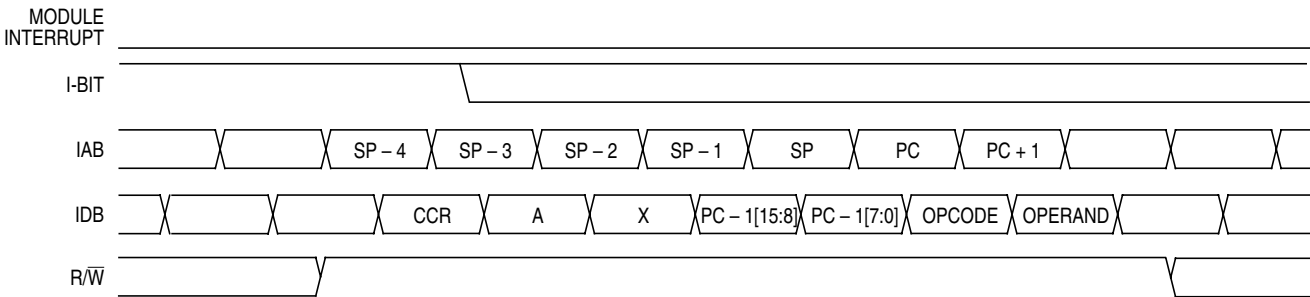 MODULE
INTERRUPT
I-BIT
IAB SP – 4 SP – 3 SP – 2 SP – 1 SP PC PC + 1
IDB CCR A X PC – 1[15:8] PC – 1[7:0] OPCODE OPERAND
R/W̅